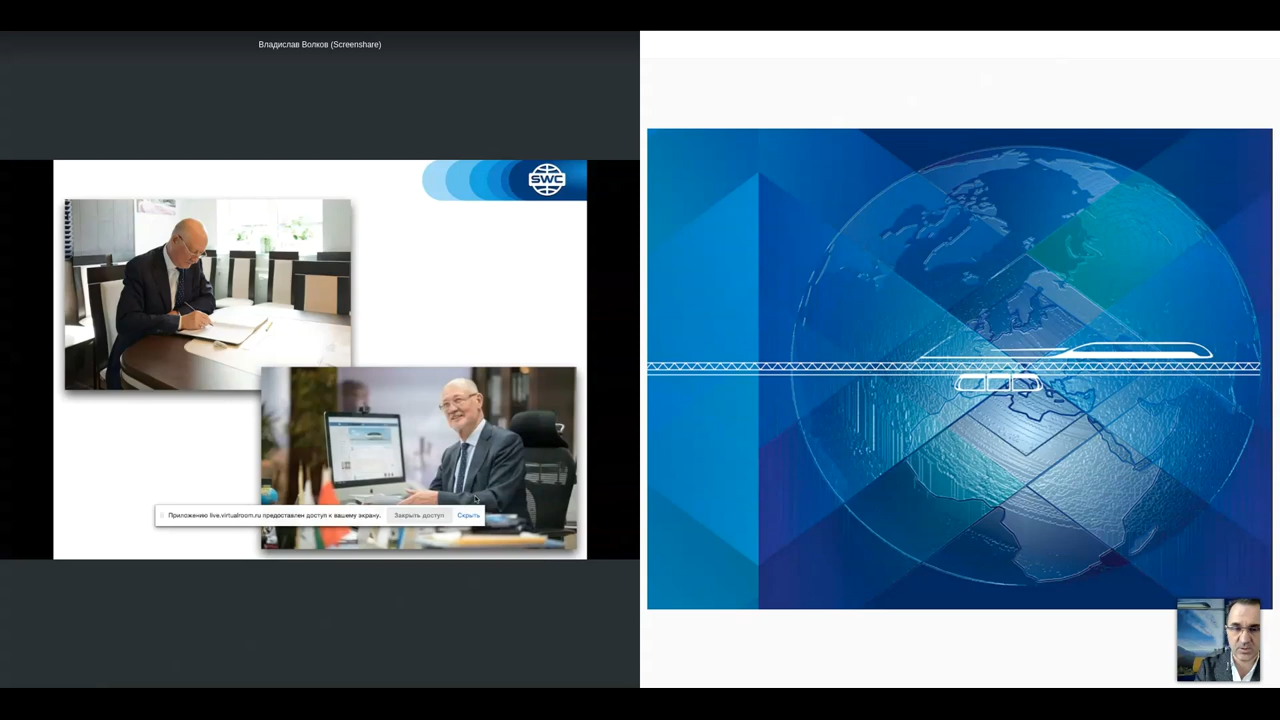 Владислав Волков (Screenshare)
SWC
Приложению live.virtualroom.ru предоставлен доступ к вашему экрану.
Закрыть доступ
Скрыть